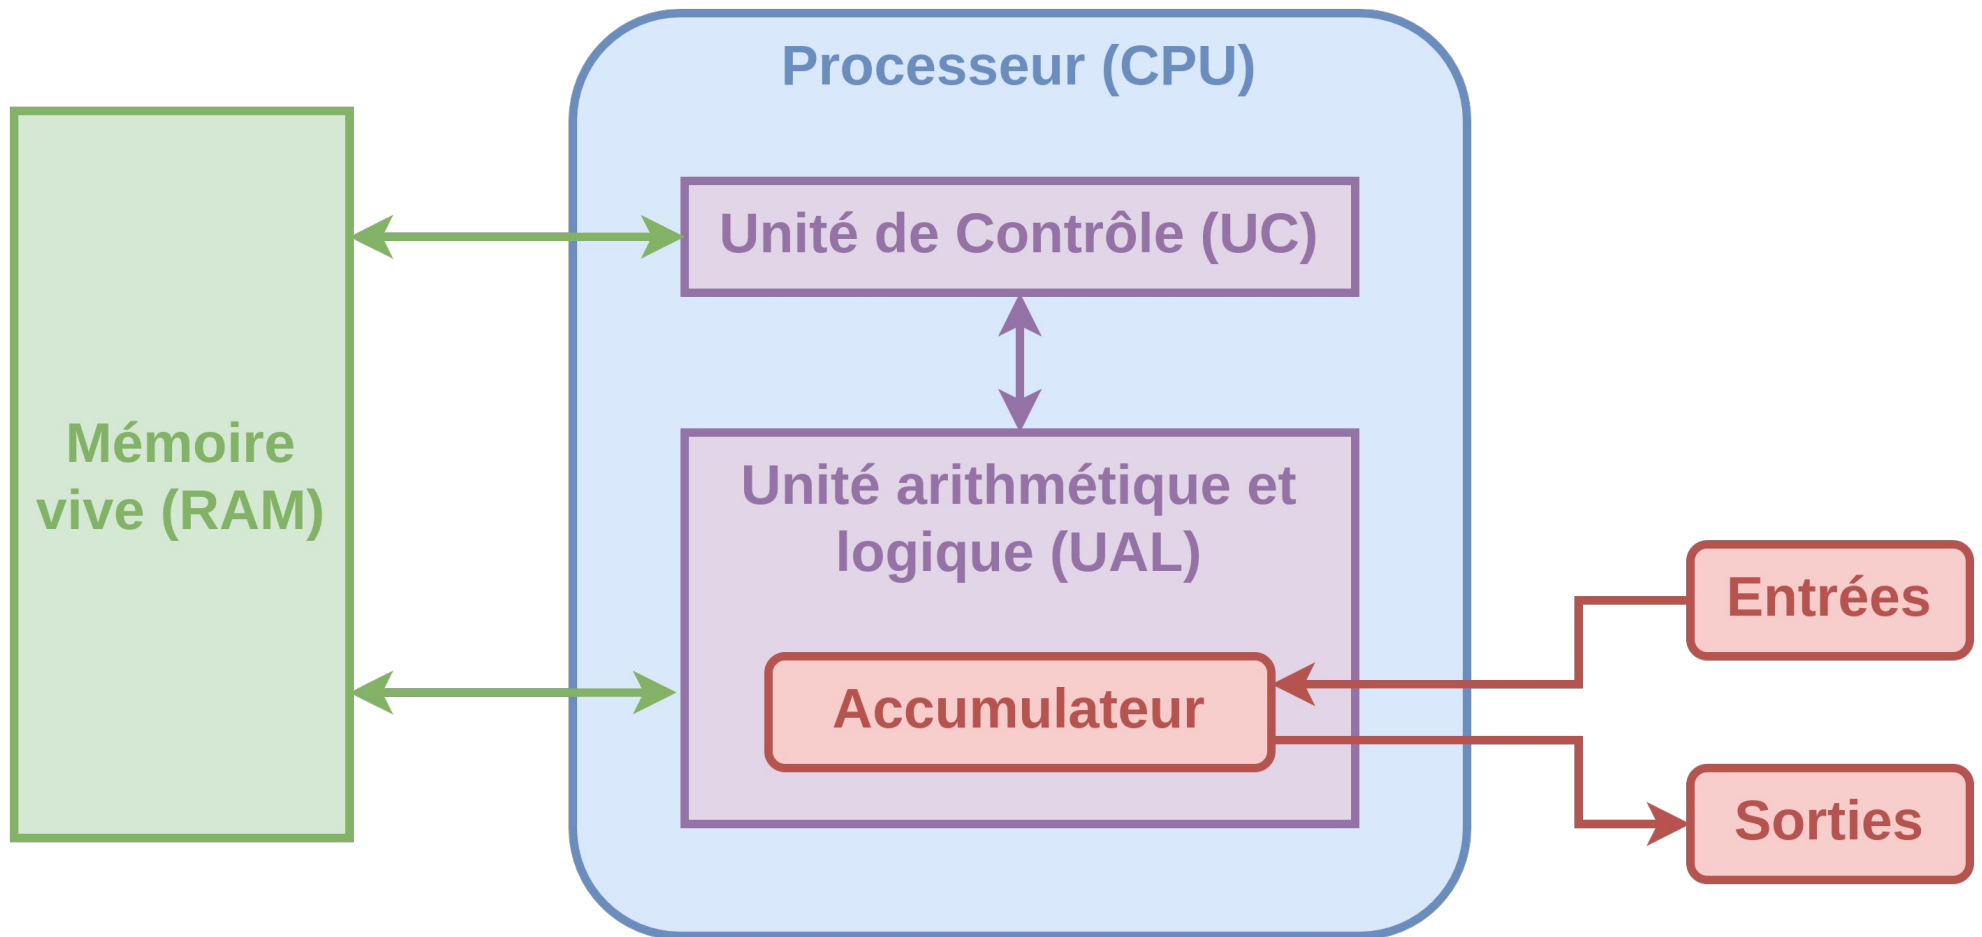 Processeur (CPU)
Unité de Contrôle (UC)
Mémoire
vive (RAM)
Unité arithmétique et
logique (UAL)
Accumulateur
Entrées
Sorties